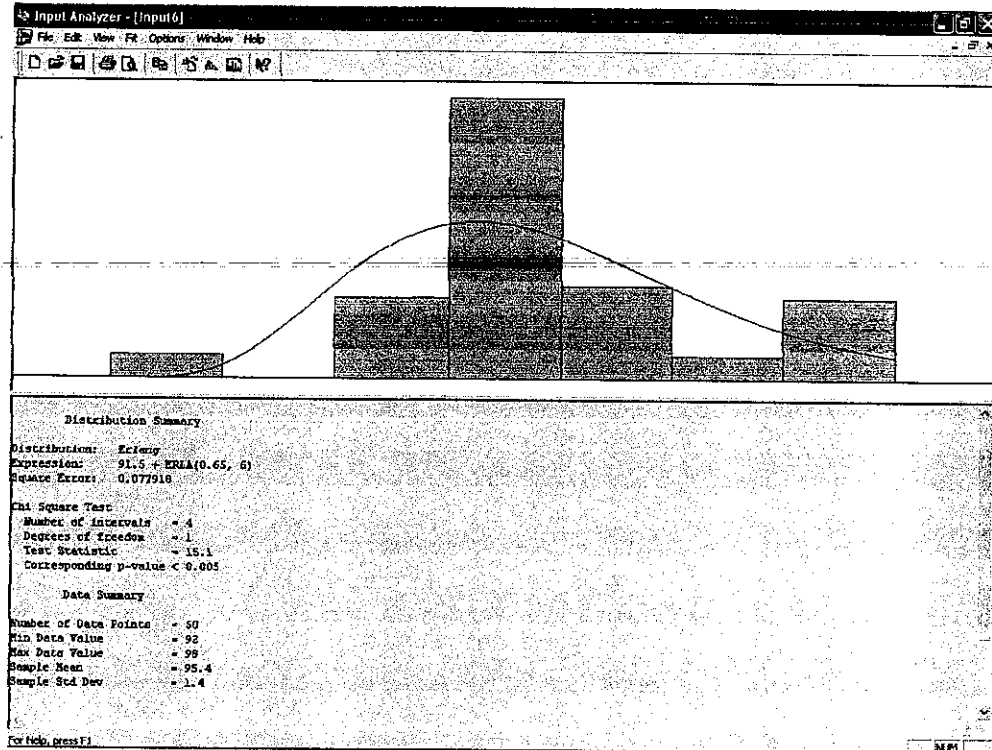 Input Analyzer - [Input6]
File Edit View Fit Options Window Help
Distribution Summary
Distribution: Erlang
Expression: 91.5 + ERLA(0.65, 6)
Square Error: 0.077918
Chi Square Test
Number of intervals = 4
Degrees of freedom = 1
Test Statistic = 15.1
Corresponding p-value < 0.005
Data Summary
Number of Data Points = 50
Min Data Value = 92
Max Data Value = 98
Sample Mean = 95.4
Sample Std Dev = 1.4
For Help, press F1
NUM